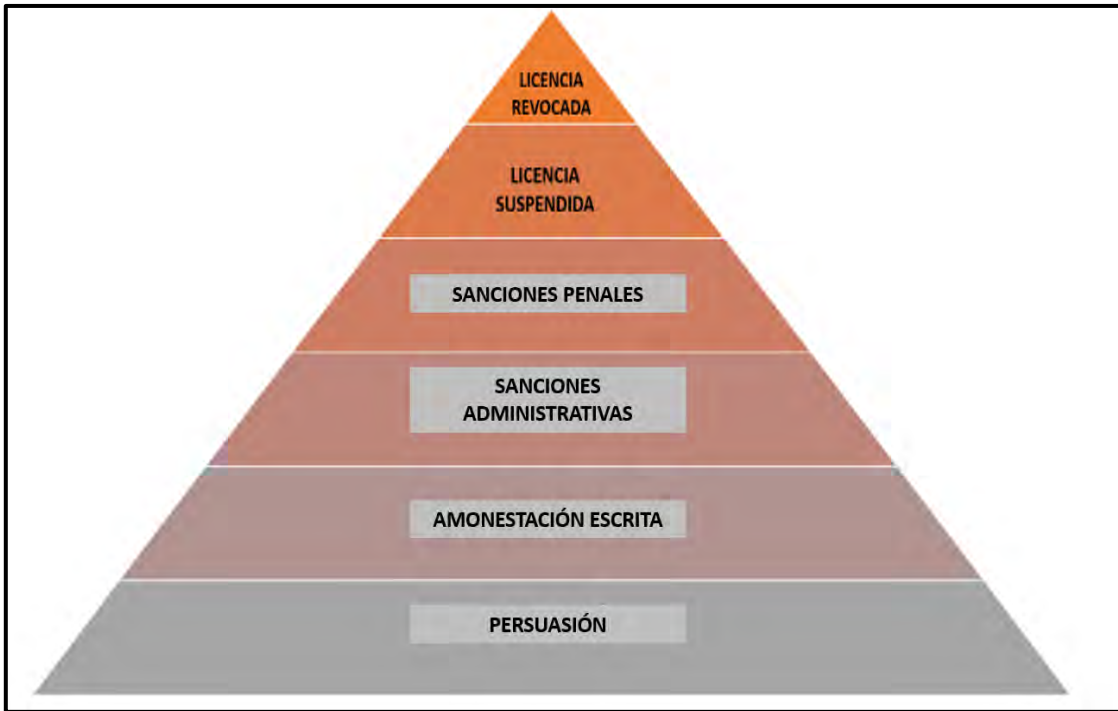 LICENCIA
REVOCADA
LICENCIA
SUSPENDIDA
SANCIONES PENALES
SANCIONES
ADMINISTRATIVAS
AMONESTACIÓN ESCRITA
PERSUASIÓN